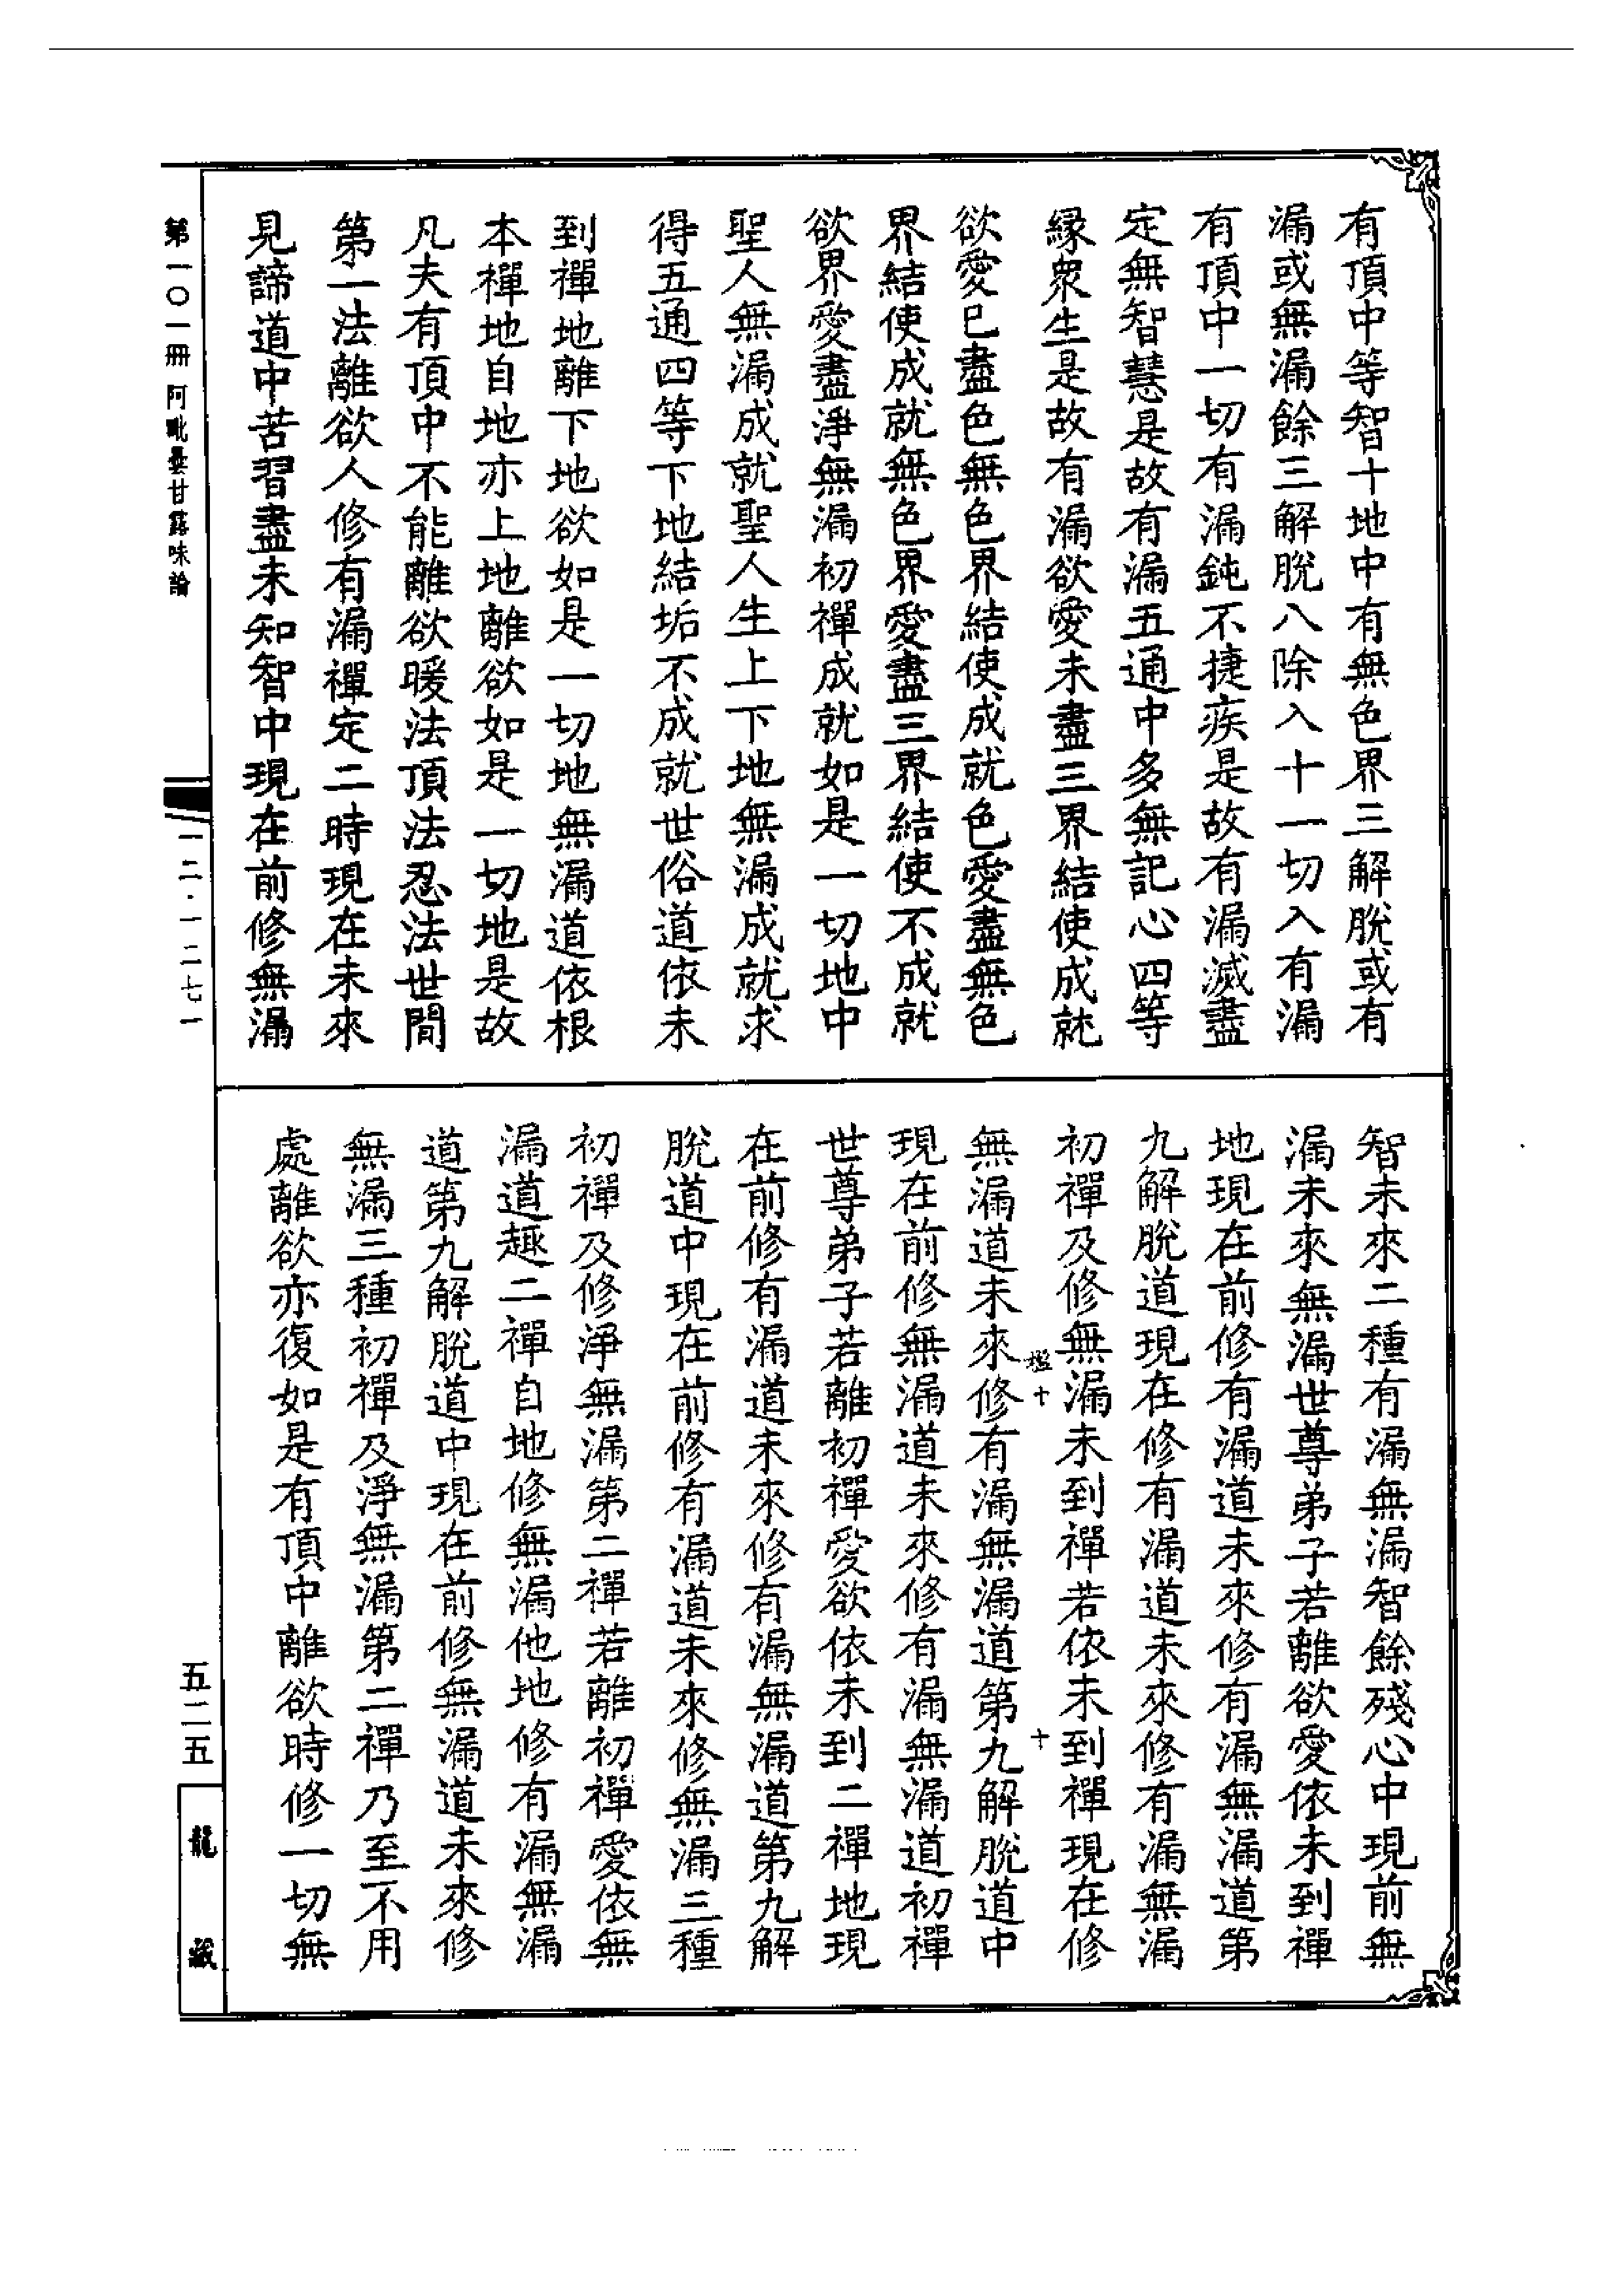 有頂中等智十地中有無色界三解脫或有
漏或無漏餘三解脫八除入十一切入有漏
有頂中一切有漏鈍不捷疾是故有漏滅盡
定無智慧是故有漏五通中多無記心四等
緣衆生是故有漏欲愛未盡三界結使成就
欲愛已盡色無色界結使成就色愛盡無色
界結使成就無色界愛盡三界結使不成就
欲界愛盡淨無漏初禪成就如是一切地中
聖人無漏成就聖人生上下地無漏成就求
得五通四等下地結垢不成就世俗道依未
到禪地離下地欲如是一切地無漏道依根
本禪地自地亦上地離欲如是一切地是故
凡夫有頂中不能離欲暖法頂法忍法世間
第一法離欲人修有漏禪定二時現在未來
見諦道中苦習盡未知智中現在前修無漏
智未來二種有漏無漏智餘殘心中現前無
漏未來無漏世尊弟子若離欲愛依未到禪
地現在前修有漏道未來修有漏無漏道第
九解脫道現在修有漏道未來修有漏無漏
初禪及修無漏未到禪若依未到禪現在修
無漏道未來修有漏無漏道第九解脫道中
現在前修無漏道未來修有漏無漏道初禪
世尊弟子若離初禪愛欲依未到二禪地現
在前修有漏道未來修有漏無漏道第九解
脫道中現在前修有漏道未來修無漏三種
初禪及修淨無漏第二禪若離初禪愛依無
漏道趣二禪自地修無漏他地修有漏無漏
道第九解脫道中現在前修無漏道未來修
無漏三種初禪及淨無漏第二禪乃至不用
處離欲亦復如是有頂中離欲時修一切無
十
十
第一〇一冊 阿毗曇甘露味論
一二·一二七一
五二五
龍藏